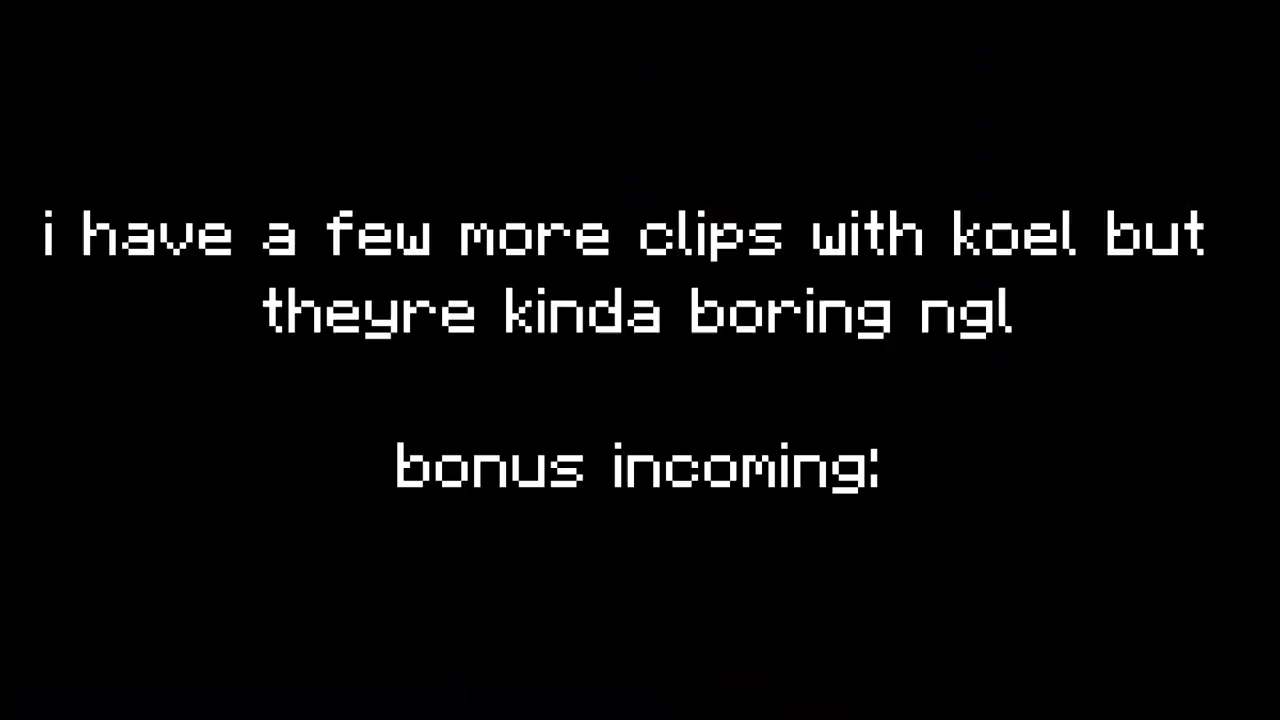 i have a few more clips with koel but
theyre kinda boring ngl
bonus incoming: